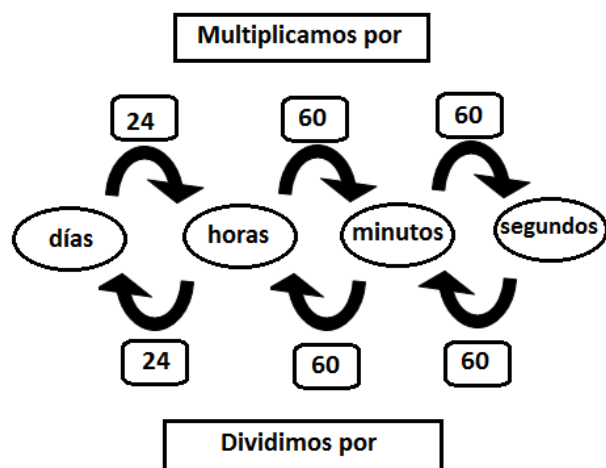 Multiplicamos por
24 60 60
días horas minutos segundos
24 60 60
Dividimos por